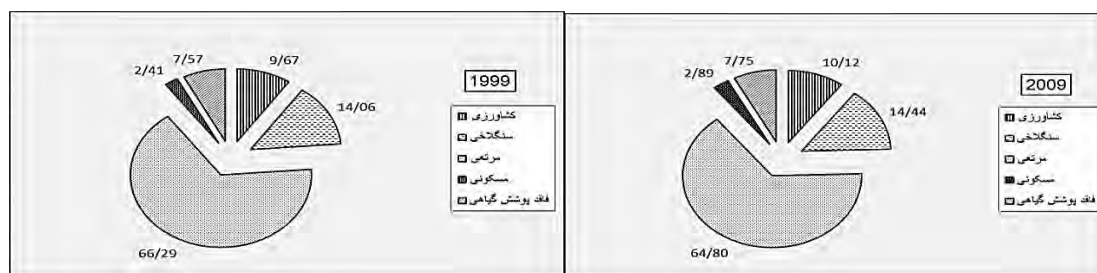 7/57
9/67
2/41
14/06
66/29
1999
کشاورزی
سنگلاخی
مرتعی
مسکونی
فاقد پوشش گیاهی
7/75
10/12
2/89
14/44
64/80
2009
کشاورزی
سنگلاخی
مرتعی
مسکونی
فاقد پوشش گیاهی